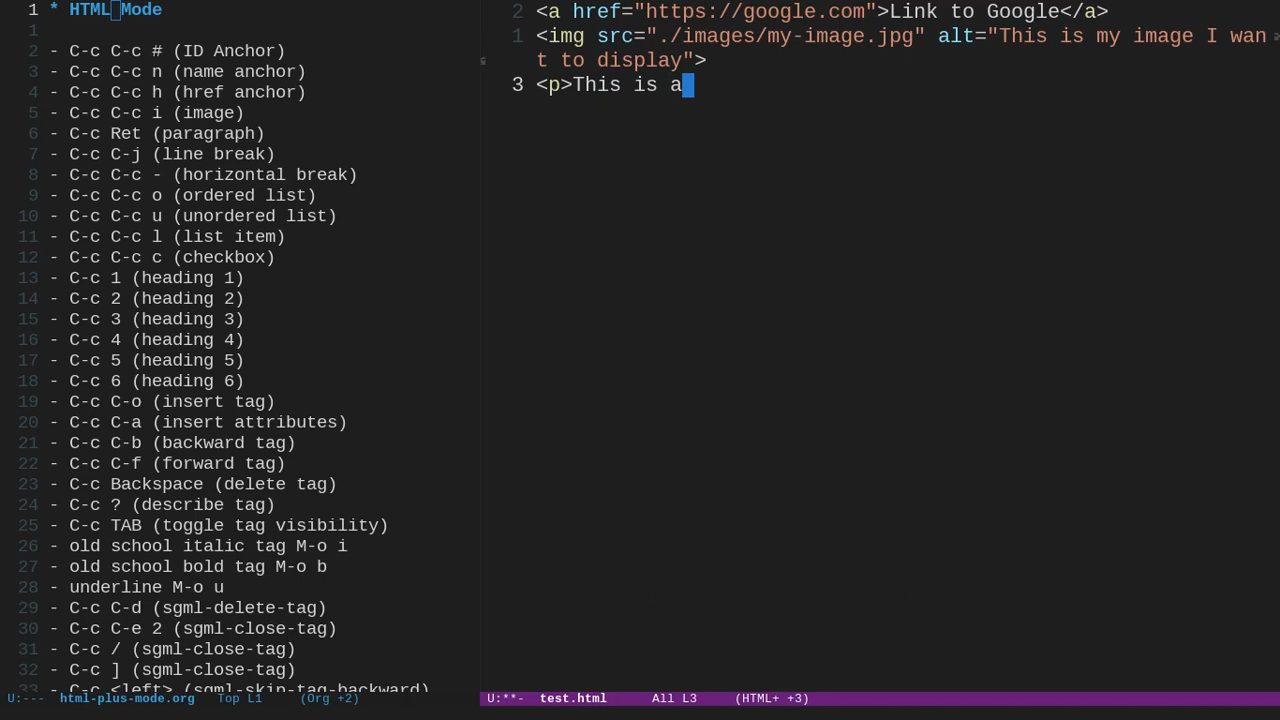 1 * HTML Mode
1
2 - C-c C-c # (ID Anchor)
3 - C-c C-c n (name anchor)
4 - C-c C-c h (href anchor)
5 - C-c C-c i (image)
6 - C-c Ret (paragraph)
7 - C-c C-j (line break)
8 - C-c C-c - (horizontal break)
9 - C-c C-c o (ordered list)
10 - C-c C-c u (unordered list)
11 - C-c C-c l (list item)
12 - C-c C-c c (checkbox)
13 - C-c 1 (heading 1)
14 - C-c 2 (heading 2)
15 - C-c 3 (heading 3)
16 - C-c 4 (heading 4)
17 - C-c 5 (heading 5)
18 - C-c 6 (heading 6)
19 - C-c C-o (insert tag)
20 - C-c C-a (insert attributes)
21 - C-c C-b (backward tag)
22 - C-c C-f (forward tag)
23 - C-c Backspace (delete tag)
24 - C-c ? (describe tag)
25 - C-c TAB (toggle tag visibility)
26 - old school italic tag M-o i
27 - old school bold tag M-o b
28 - underline M-o u
29 - C-c C-d (sgml-delete-tag)
30 - C-c C-e 2 (sgml-close-tag)
31 - C-c / (sgml-close-tag)
32 - C-c ] (sgml-close-tag)
33 - C-c <left> (sgml-skip-tag-backward)
U:--- html-plus-mode.org Top L1 (Org +2)
2 <a href="https://google.com">Link to Google</a>
1 <img src="./images/my-image.jpg" alt="This is my image I wan
t to display">
3 <p>This is a
U:**- test.html All L3 (HTML+ +3)